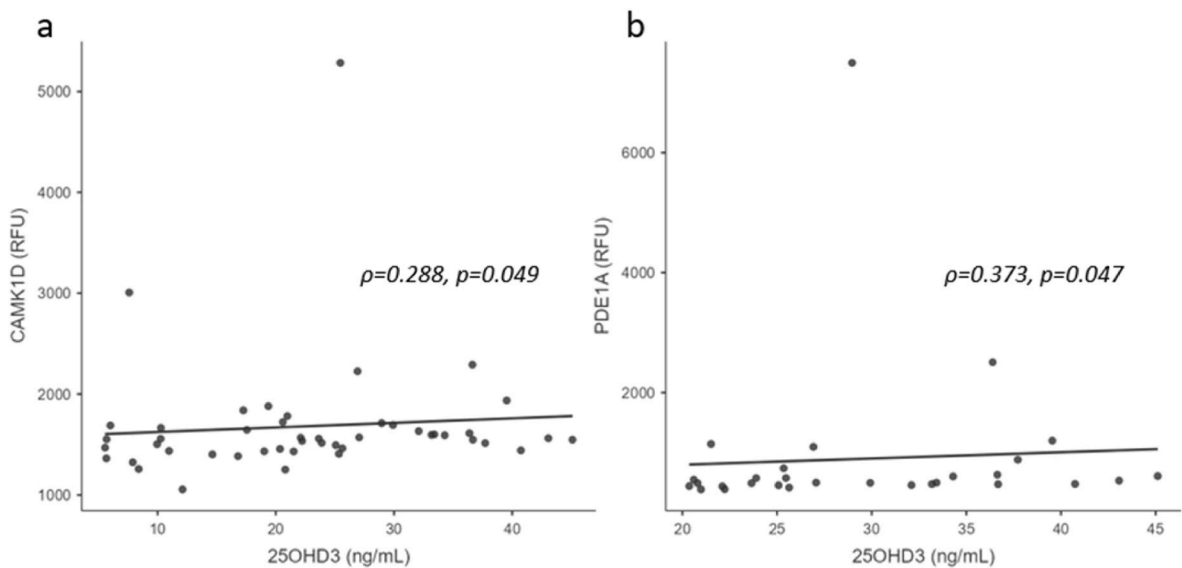 a
5000
4000
3000
2000
1000
CAMK1D (RFU)
ρ=0.288, p=0.049
10
20
30
40
25OHD3 (ng/mL)
b
6000
4000
2000
PDE1A (RFU)
ρ=0.373, p=0.047
20
25
30
35
40
45
25OHD3 (ng/mL)